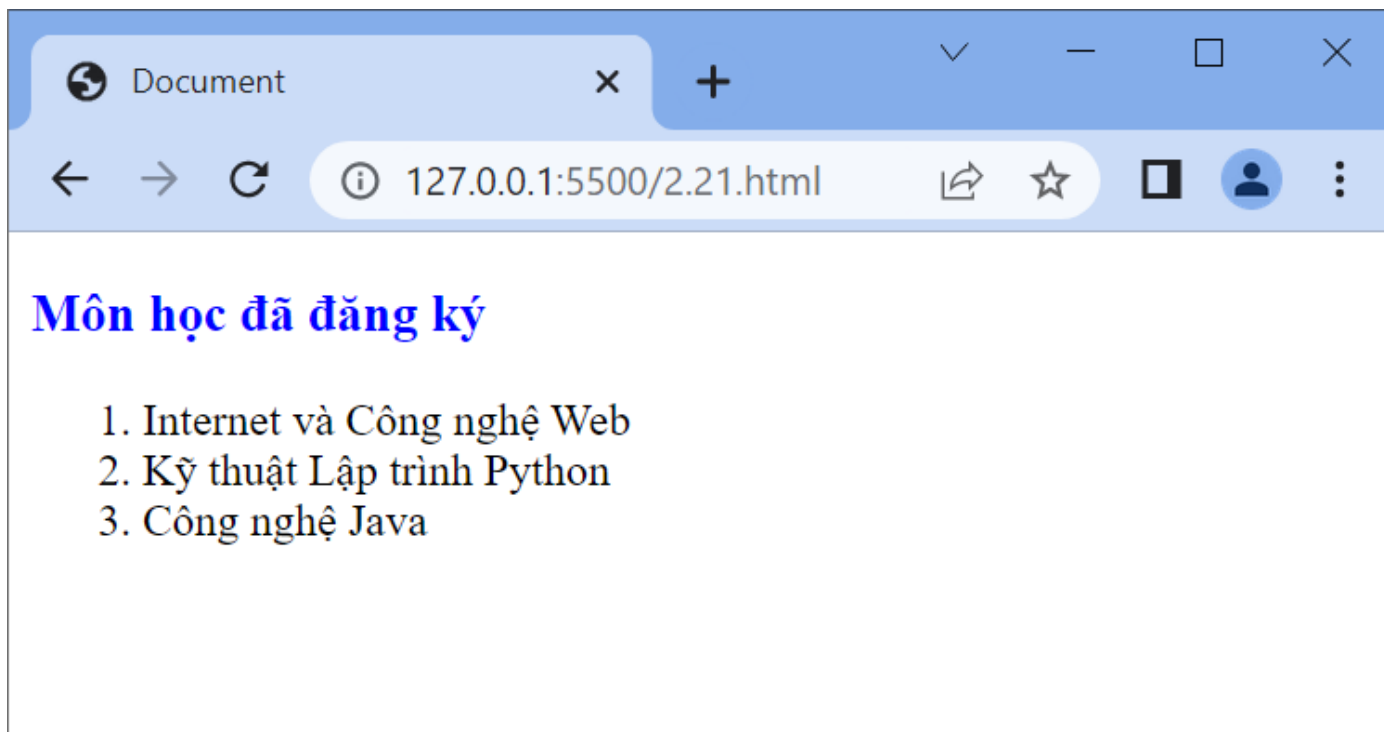 Document
127.0.0.1:5500/2.21.html
Môn học đã đăng ký
1. Internet và Công nghệ Web
2. Kỹ thuật Lập trình Python
3. Công nghệ Java